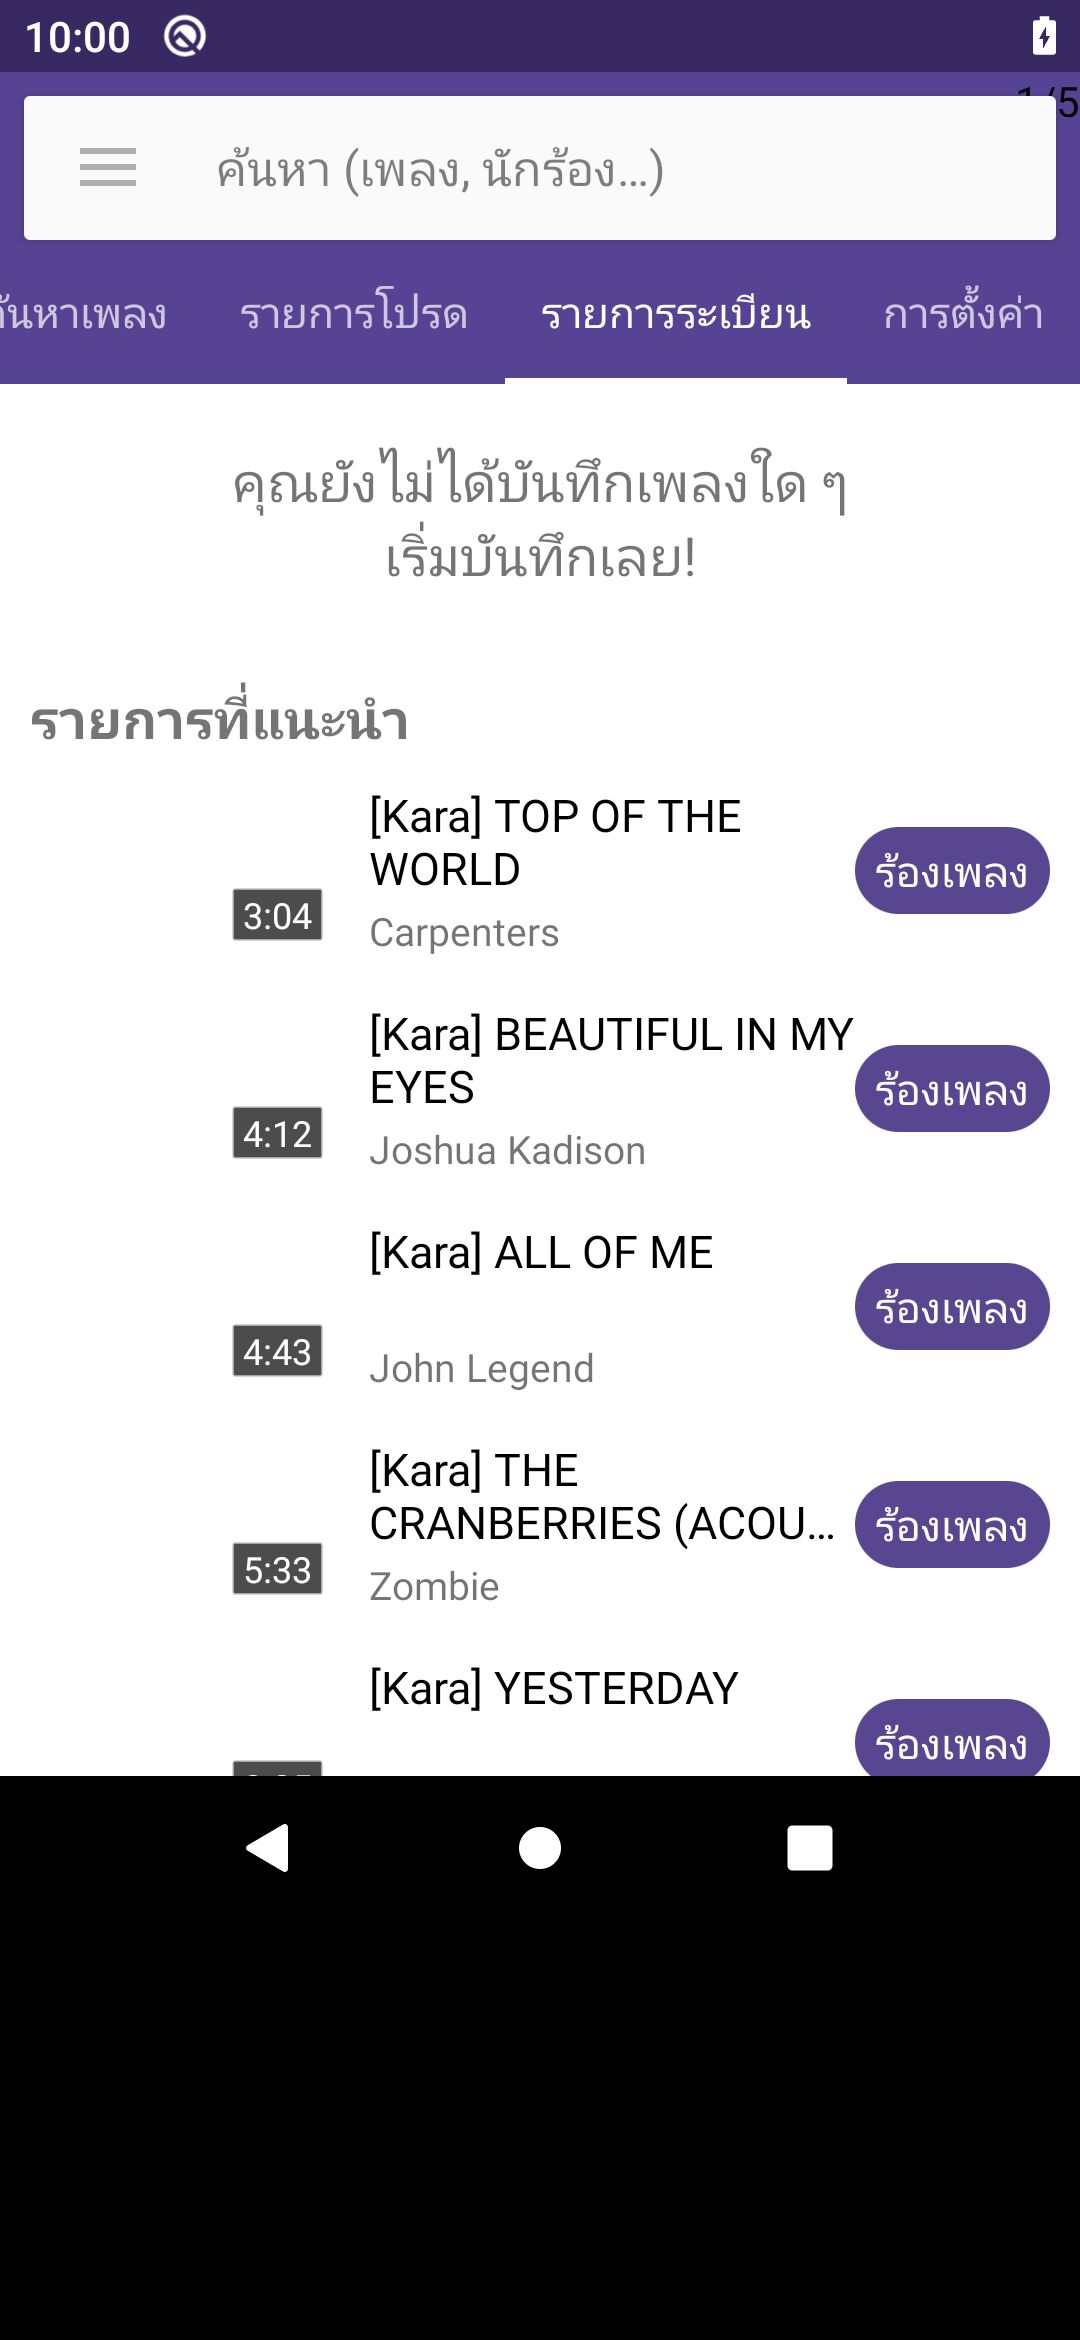 10:00
1/5
ค้นหา (เพลง, นักร้อง...)
ค้นหาเพลง
รายการโปรด
รายการระเบียน
การตั้งค่า
คุณยังไม่ได้บันทึกเพลงใด ๆ
เริ่มบันทึกเลย!
รายการที่แนะนำ
[Kara] TOP OF THE
WORLD
ร้องเพลง
3:04
Carpenters
[Kara] BEAUTIFUL IN MY
EYES
ร้องเพลง
4:12
Joshua Kadison
[Kara] ALL OF ME
ร้องเพลง
4:43
John Legend
[Kara] THE
CRANBERRIES (ACOU...
ร้องเพลง
5:33
Zombie
[Kara] YESTERDAY
ร้องเพลง